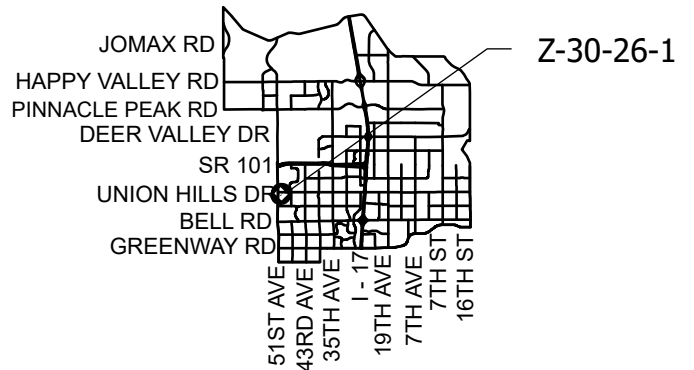 JOMAX RD
Z-30-26-1
HAPPY VALLEY RD
PINNACLE PEAK RD
DEER VALLEY DR
SR 101
UNION HILLS DR
BELL RD
GREENWAY RD
51ST AVE
43RD AVE
35TH AVE
I - 17
19TH AVE
7TH AVE
7TH ST
16TH ST